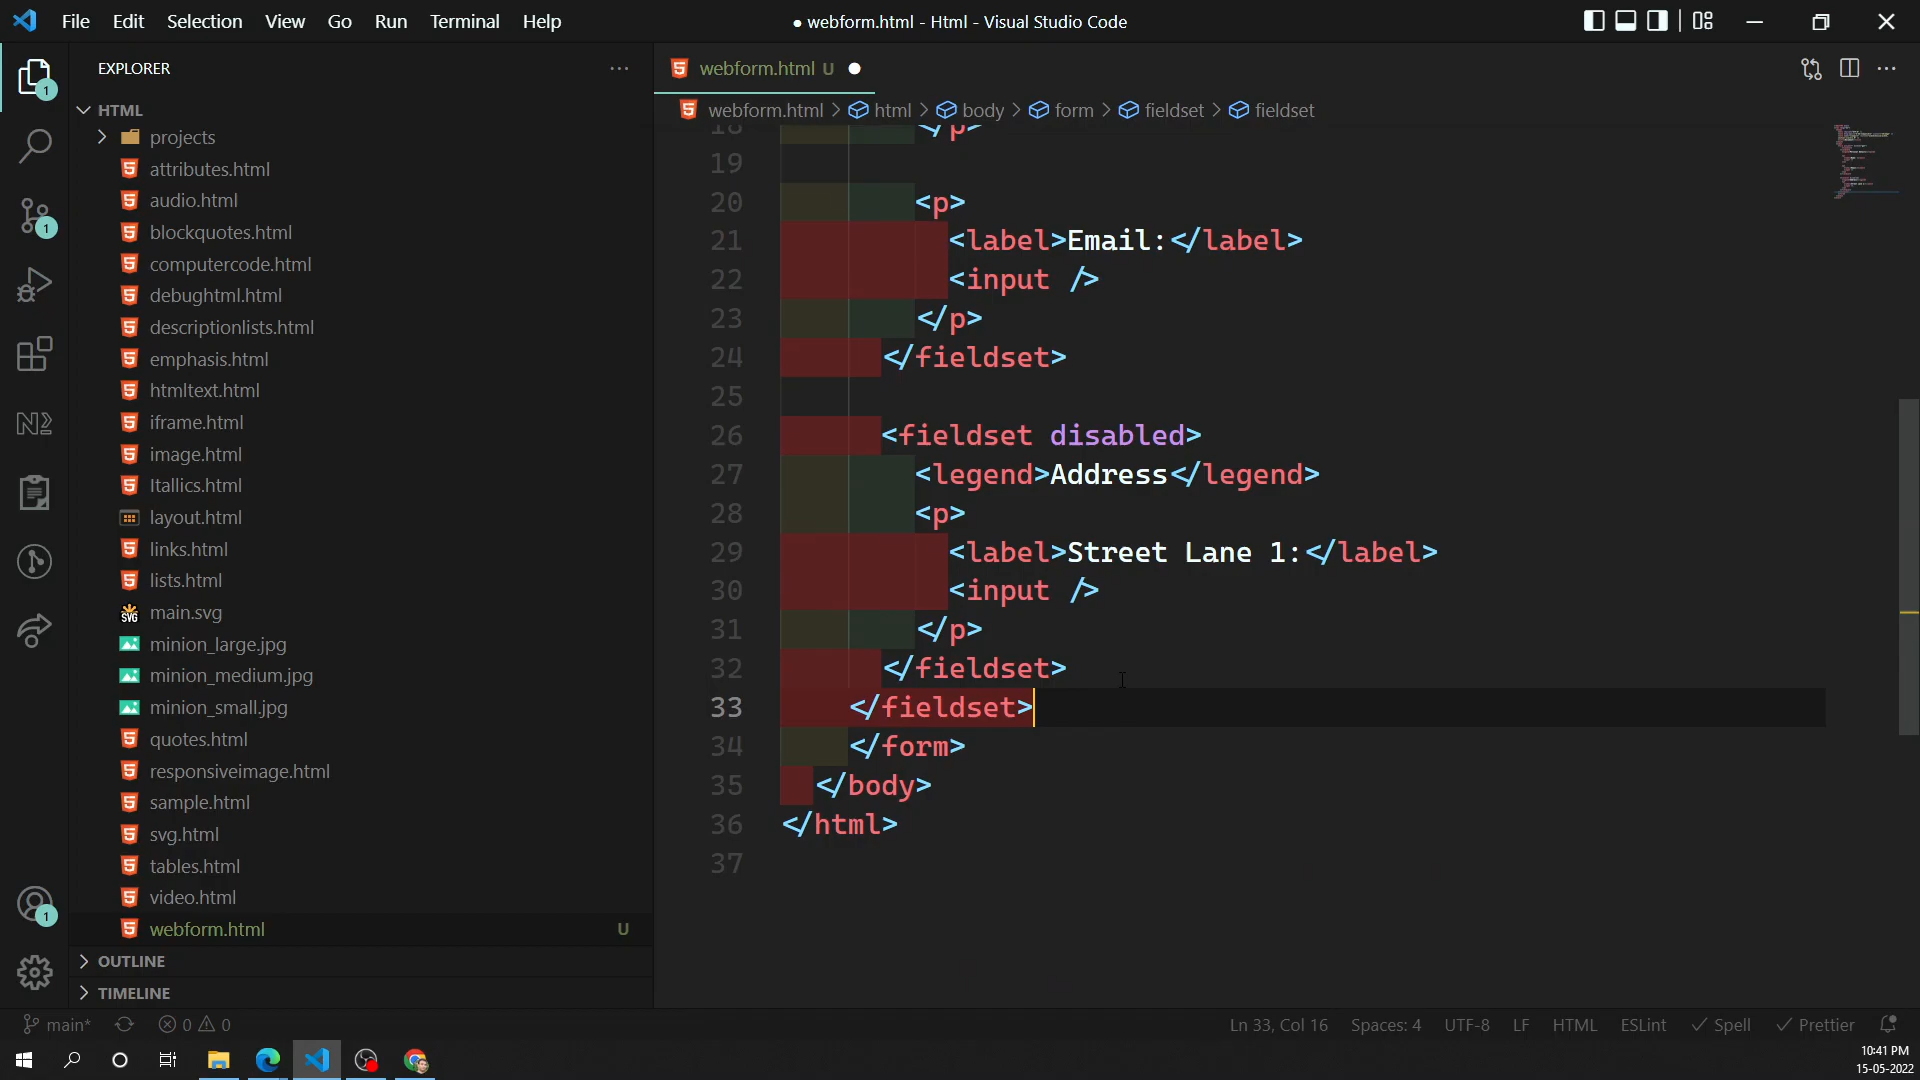 File Edit Selection View Go Run Terminal Help
● webform.html - Html - Visual Studio Code
EXPLORER
HTML
projects
attributes.html
audio.html
blockquotes.html
computercode.html
debughtml.html
descriptionlists.html
emphasis.html
htmltext.html
iframe.html
image.html
Itallics.html
layout.html
links.html
lists.html
main.svg
minion_large.jpg
minion_medium.jpg
minion_small.jpg
quotes.html
responsiveimage.html
sample.html
svg.html
tables.html
video.html
webform.html U
OUTLINE
TIMELINE
webform.html U ●
webform.html > html > body > form > fieldset > fieldset
18 </p>
19
20 <p>
21 <label>Email:</label>
22 <input />
23 </p>
24 </fieldset>
25
26 <fieldset disabled>
27 <legend>Address</legend>
28 <p>
29 <label>Street Lane 1:</label>
30 <input />
31 </p>
32 </fieldset>
33 </fieldset>
34 </form>
35 </body>
36 </html>
37
main* 0 0
Ln 33, Col 16 Spaces: 4 UTF-8 LF HTML ESLint Spell Prettier
10:41 PM
15-05-2022